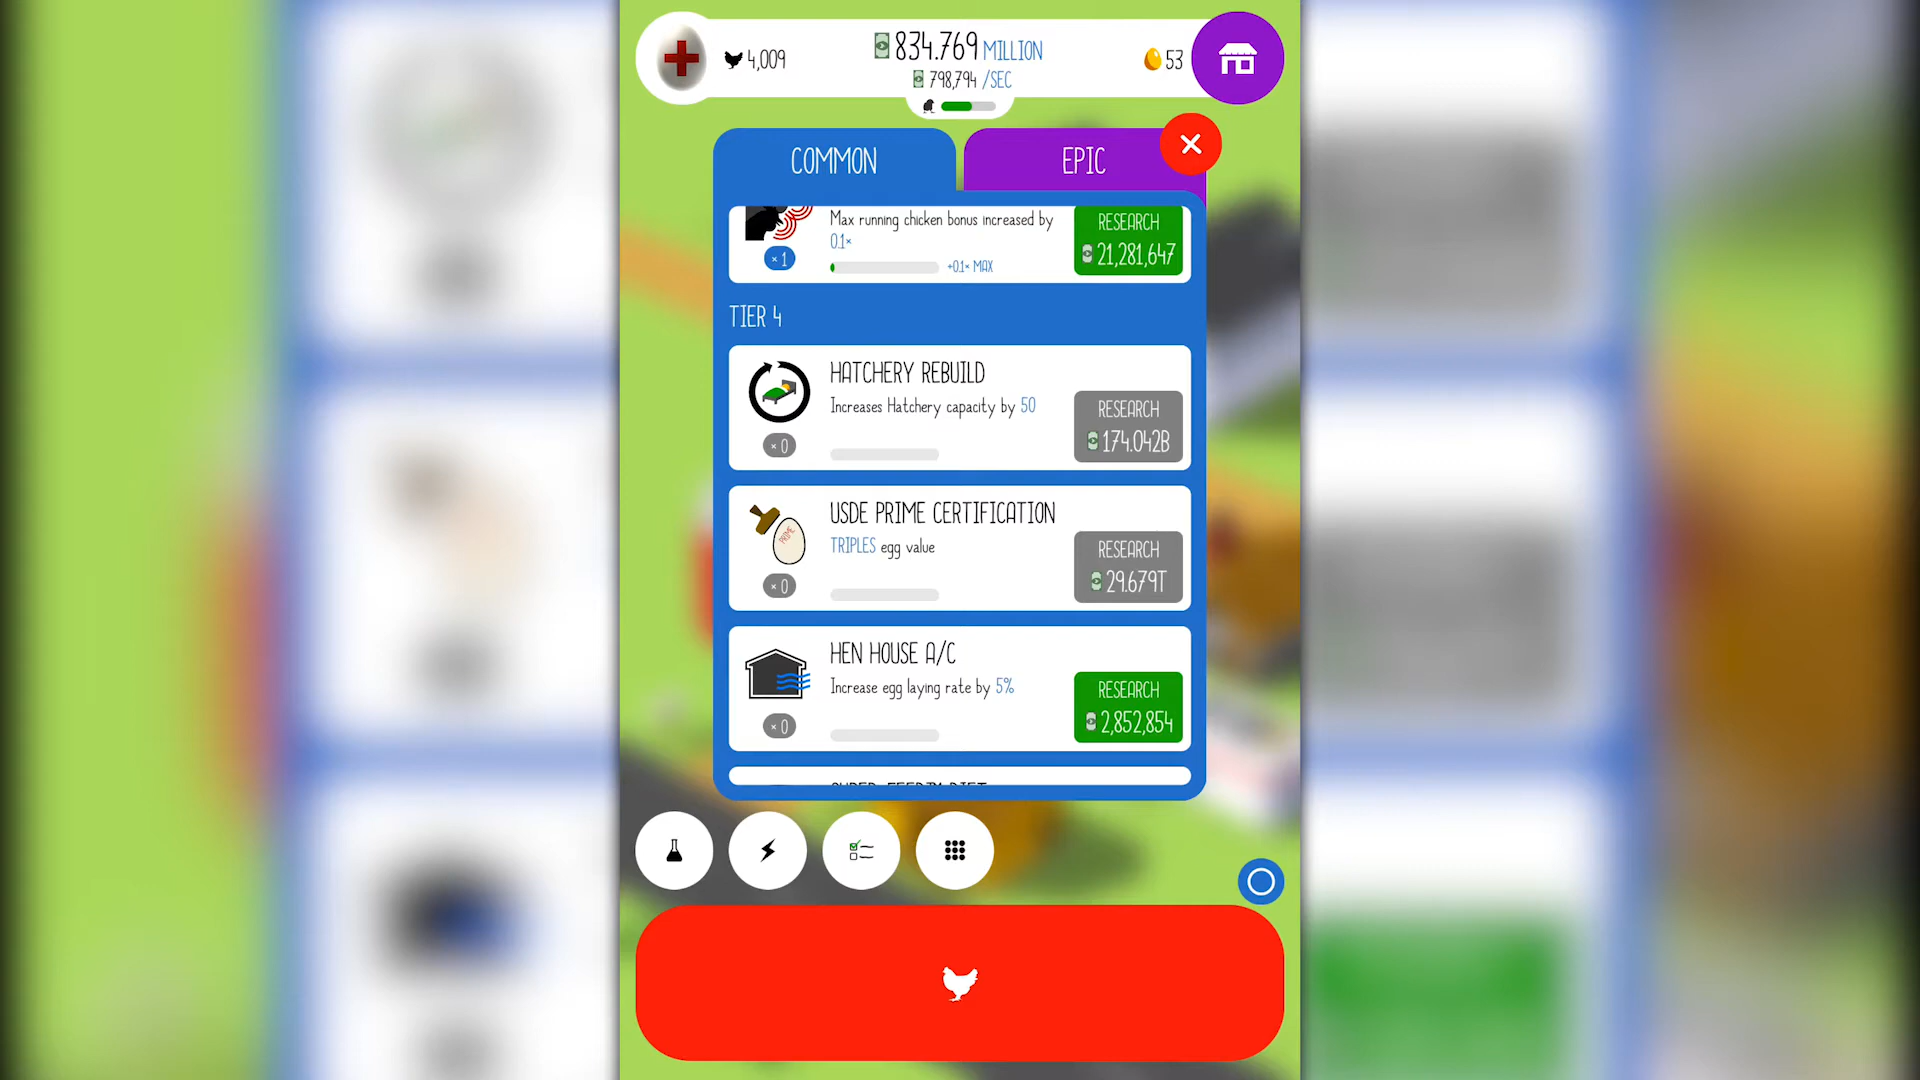 4,009
834.769 MILLION
798,794 /SEC
53
COMMON
EPIC
Max running chicken bonus increased by
0.1×
× 1
+0.1× MAX
RESEARCH
21,281,647
TIER 4
HATCHERY REBUILD
Increases Hatchery capacity by 50
× 0
RESEARCH
174.042B
USDE PRIME CERTIFICATION
TRIPLES egg value
PRIME
× 0
RESEARCH
29.679T
HEN HOUSE A/C
Increase egg laying rate by 5%
× 0
RESEARCH
2,852,854